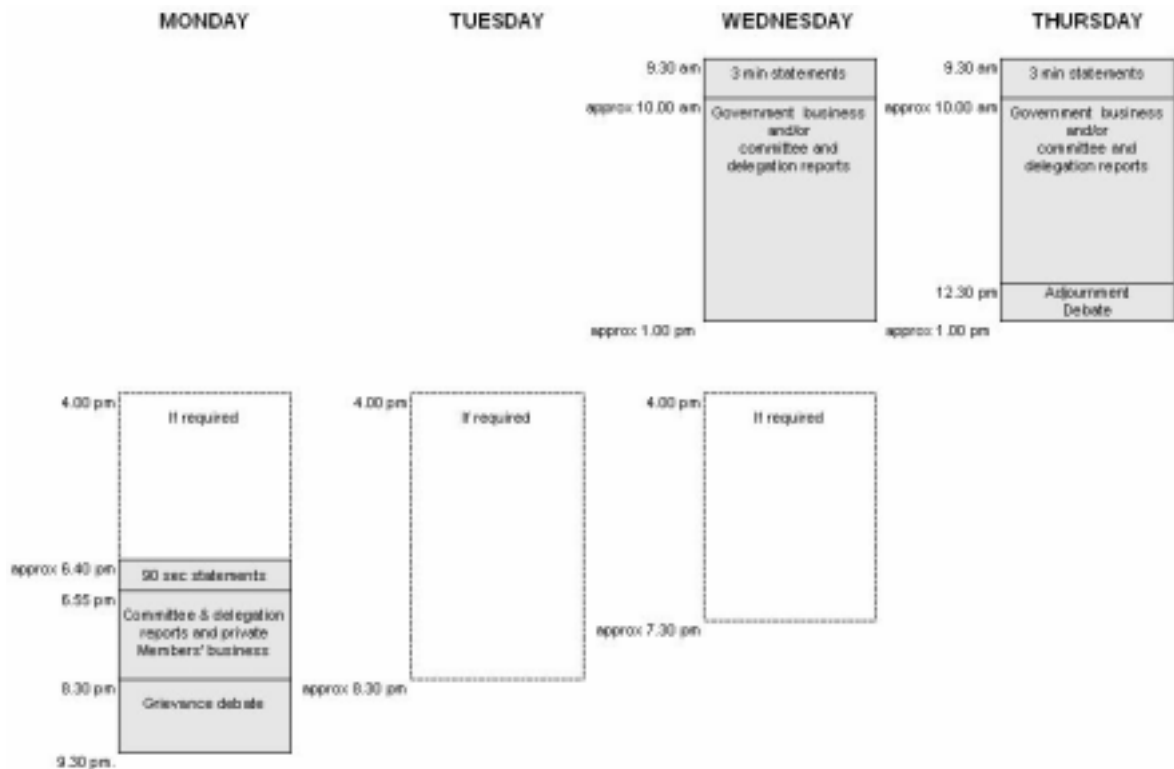 MONDAY
TUESDAY
WEDNESDAY
THURSDAY
9.30 am
3 min statements
approx 10.00 am
Government business
and/or
committee and
delegation reports
approx 1.00 pm
9.30 am
3 min statements
approx 10.00 am
Government business
and/or
committee and
delegation reports
12.30 pm
Adjournment
Debate
approx 1.00 pm
4.00 pm
If required
approx 6.40 pm
90 sec statements
6.55 pm
Committee & delegation
reports and private
Members' business
8.30 pm
Grievance debate
9.30 pm.
4.00 pm
If required
approx 8.30 pm
4.00 pm
If required
approx 7.30 pm